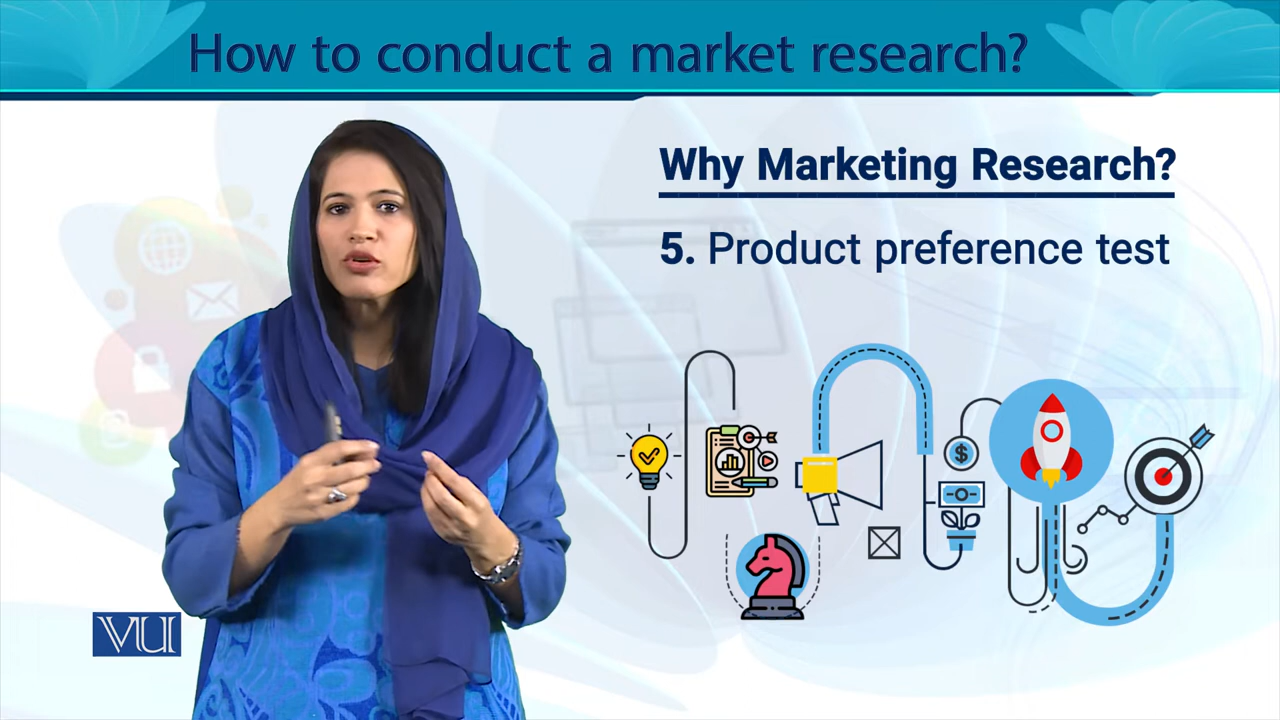 How to conduct a market research?
Why Marketing Research?
5. Product preference test
$
VU